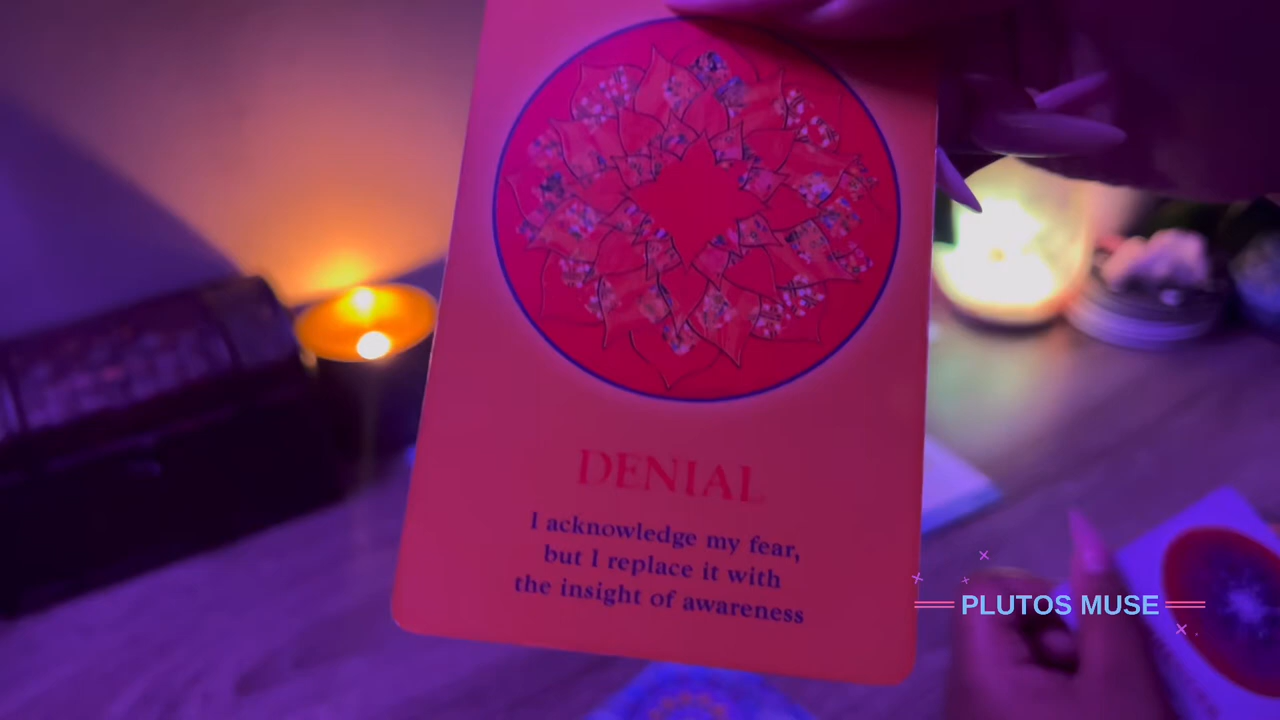 DENIAL
I acknowledge my fear,
but I replace it with
the insight of awareness
PLUTOS MUSE